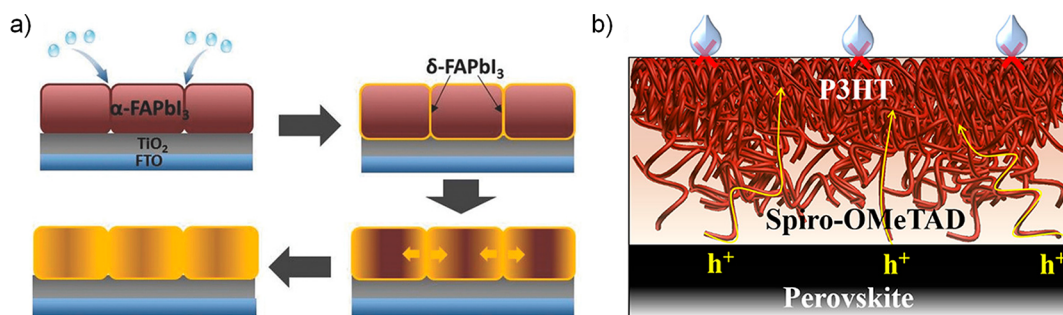 a)
α-FAPbI₃
TiO₂
FTO
δ-FAPbI₃
b)
P3HT
Spiro-OMeTAD
h⁺
h⁺
h⁺
Perovskite